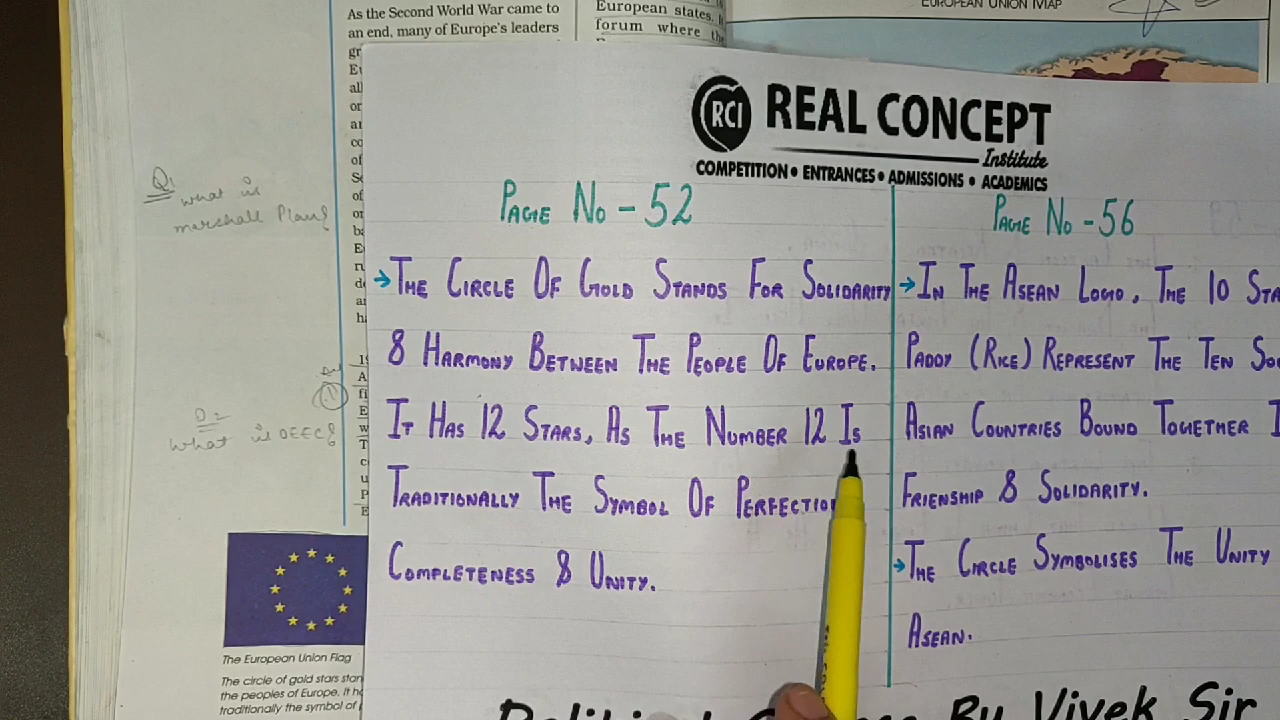 As the Second World War came to
an end, many of Europe's leaders
European states.
forum where
EUROPEAN UNION MAP
RCI REAL CONCEPT
Institute
COMPETITION • ENTRANCES • ADMISSIONS • ACADEMICS
Q1 what is
marshall Plan?
Q2
What is OEEC?
PAGE NO - 52
→ THE CIRCLE OF GOLD STANDS FOR SOLIDARITY
& HARMONY BETWEEN THE PEOPLE OF EUROPE.
IT HAS 12 STARS, AS THE NUMBER 12 IS
TRADITIONALLY THE SYMBOL OF PERFECTION
COMPLETENESS & UNITY.
PAGE NO - 56
→ IN THE ASEAN LOGO, THE 10 STA
PADDY (RICE) REPRESENT THE TEN SO
ASIAN COUNTRIES BOUND TOGETHER I
FRIENSHIP & SOLIDARITY.
→ THE CIRCLE SYMBOLISES THE UNITY
ASEAN.
The European Union Flag
The circle of gold stars stan
the peoples of Europe. It ha
traditionally the symbol of
By Vivek Sir